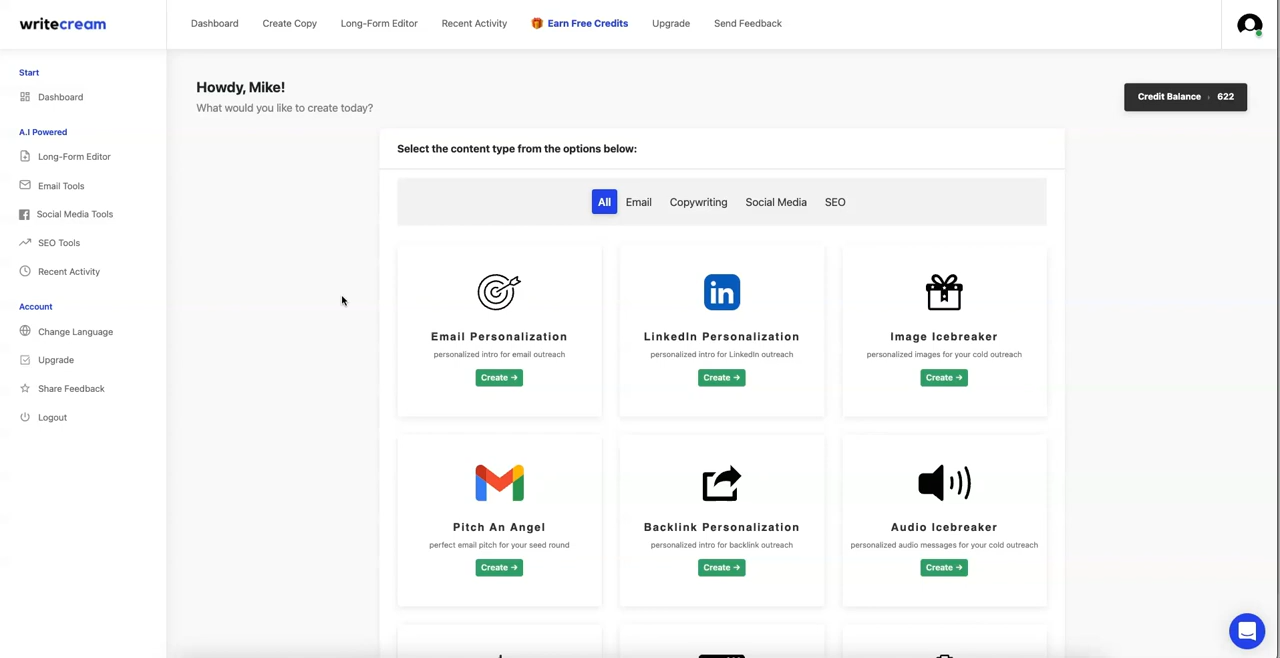 writecream
Dashboard
Create Copy
Long-Form Editor
Recent Activity
Earn Free Credits
Upgrade
Send Feedback
Start
Dashboard
A.I Powered
Long-Form Editor
Email Tools
Social Media Tools
SEO Tools
Recent Activity
Account
Change Language
Upgrade
Share Feedback
Logout
Howdy, Mike!
What would you like to create today?
Credit Balance › 622
Select the content type from the options below:
All
Email
Copywriting
Social Media
SEO
Email Personalization
personalized intro for email outreach
Create →
LinkedIn Personalization
personalized intro for LinkedIn outreach
Create →
Image Icebreaker
personalized images for your cold outreach
Create →
Pitch An Angel
perfect email pitch for your seed round
Create →
Backlink Personalization
personalized intro for backlink outreach
Create →
Audio Icebreaker
personalized audio messages for your cold outreach
Create →